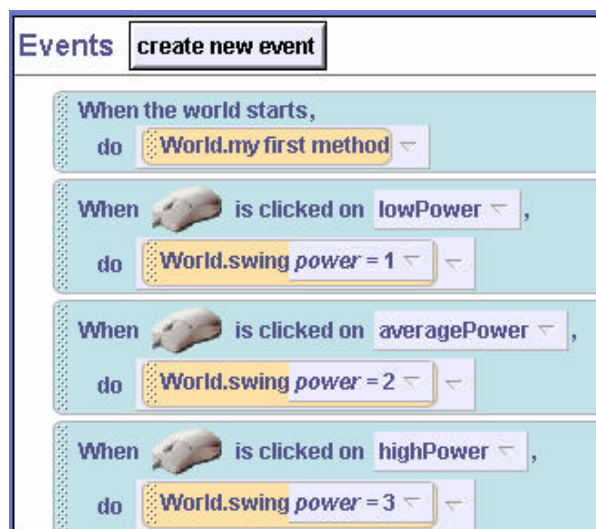 Events create new event
When the world starts,
do World.my first method
When is clicked on lowPower ,
do World.swing power = 1
When is clicked on averagePower ,
do World.swing power = 2
When is clicked on highPower ,
do World.swing power = 3